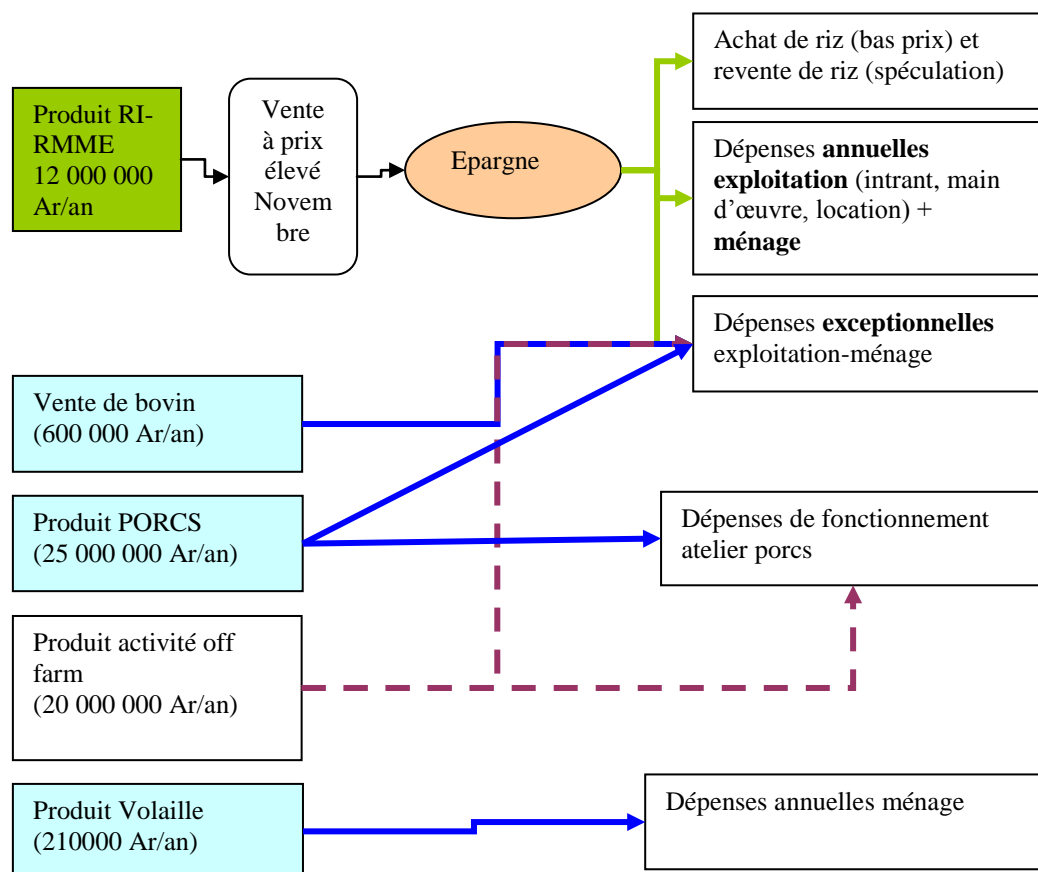 Achat de riz (bas prix) et
revente de riz (spéculation)
Produit RI-
RMME
12 000 000
Ar/an
Vente
à prix
élevé
Novem
bre
Epargne
Dépenses annuelles
exploitation (intrant, main
d’œuvre, location) +
ménage
Dépenses exceptionnelles
exploitation-ménage
Vente de bovin
(600 000 Ar/an)
Produit PORCS
(25 000 000 Ar/an)
Dépenses de fonctionnement
atelier porcs
Produit activité off
farm
(20 000 000 Ar/an)
Produit Volaille
(210000 Ar/an)
Dépenses annuelles ménage